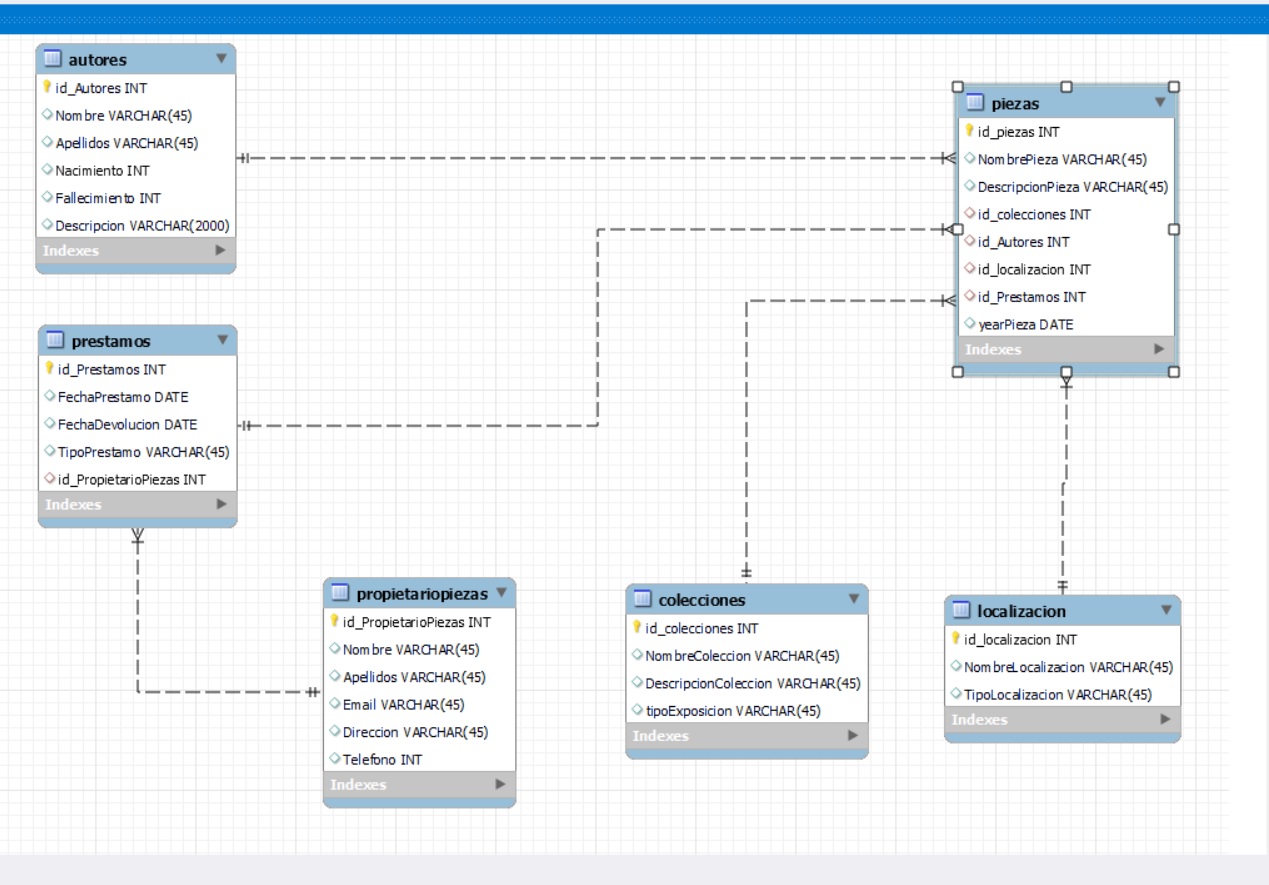 autores
id_Autores INT
Nombre VARCHAR(45)
Apellidos VARCHAR(45)
Nacimiento INT
Fallecimiento INT
Descripcion VARCHAR(2000)
Indexes
piezas
id_piezas INT
NombrePieza VARCHAR(45)
DescripcionPieza VARCHAR(45)
id_colecciones INT
id_Autores INT
id_localizacion INT
id_Prestamos INT
yearPieza DATE
Indexes
prestamos
id_Prestamos INT
FechaPrestamo DATE
FechaDevolucion DATE
TipoPrestamo VARCHAR(45)
id_PropietarioPiezas INT
Indexes
propietariopiezas
id_PropietarioPiezas INT
Nombre VARCHAR(45)
Apellidos VARCHAR(45)
Email VARCHAR(45)
Direccion VARCHAR(45)
Telefono INT
Indexes
colecciones
id_colecciones INT
NombreColeccion VARCHAR(45)
DescripcionColeccion VARCHAR(45)
tipoExposicion VARCHAR(45)
Indexes
localizacion
id_localizacion INT
NombreLocalizacion VARCHAR(45)
TipoLocalizacion VARCHAR(45)
Indexes